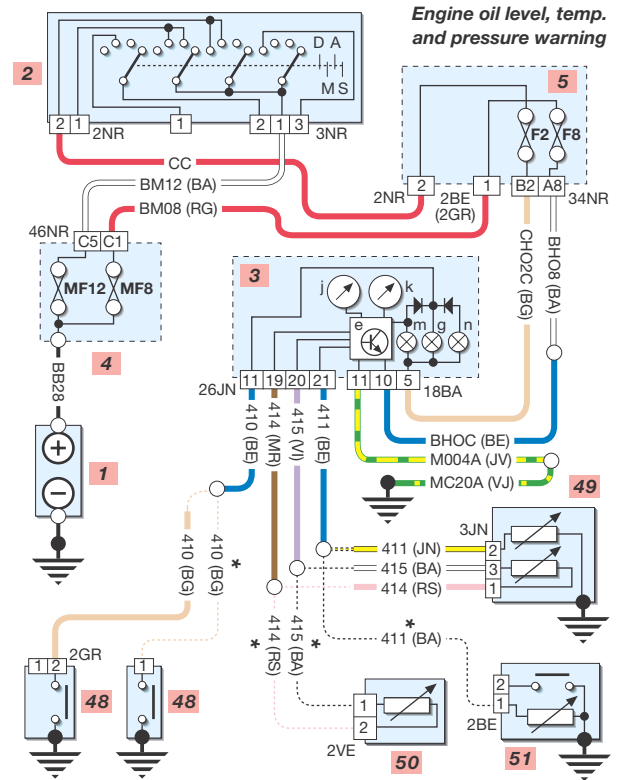 Engine oil level, temp.
and pressure warning
2
D A
M S
2 1
2NR
1
2 1 3
3NR
5
F2 F8
2
2NR
1
2BE
(2GR)
B2 A8
34NR
CC
BM12 (BA)
BM08 (RG)
46NR
C5 C1
MF12 MF8
4
BB28
1
3
j
k
e
m g n
26JN
11 19 20 21
11 10 5
18BA
CHO2C (BG)
BHO8 (BA)
410 (BE)
414 (MR)
415 (VI)
411 (BE)
BHOC (BE)
M004A (JV)
MC20A (VJ)
49
3JN
411 (JN)
2
415 (BA)
3
414 (RS)
1
410 (BG)
410 (BG)
*
414 (RS)
*
415 (BA)
*
*
411 (BA)
1 2
2GR
48
1
48
1
2
2VE
50
2
1
2BE
51